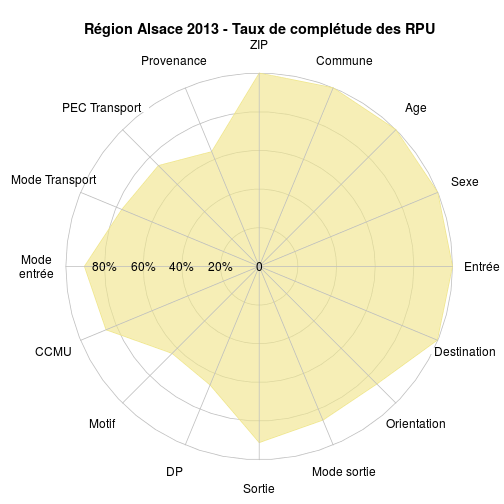 Région Alsace 2013 - Taux de complétude des RPU
ZIP
Provenance
Commune
PEC Transport
Age
Mode Transport
Sexe
Mode
entrée
80%
60%
40%
20%
0
Entrée
CCMU
Destination
Motif
Orientation
DP
Mode sortie
Sortie